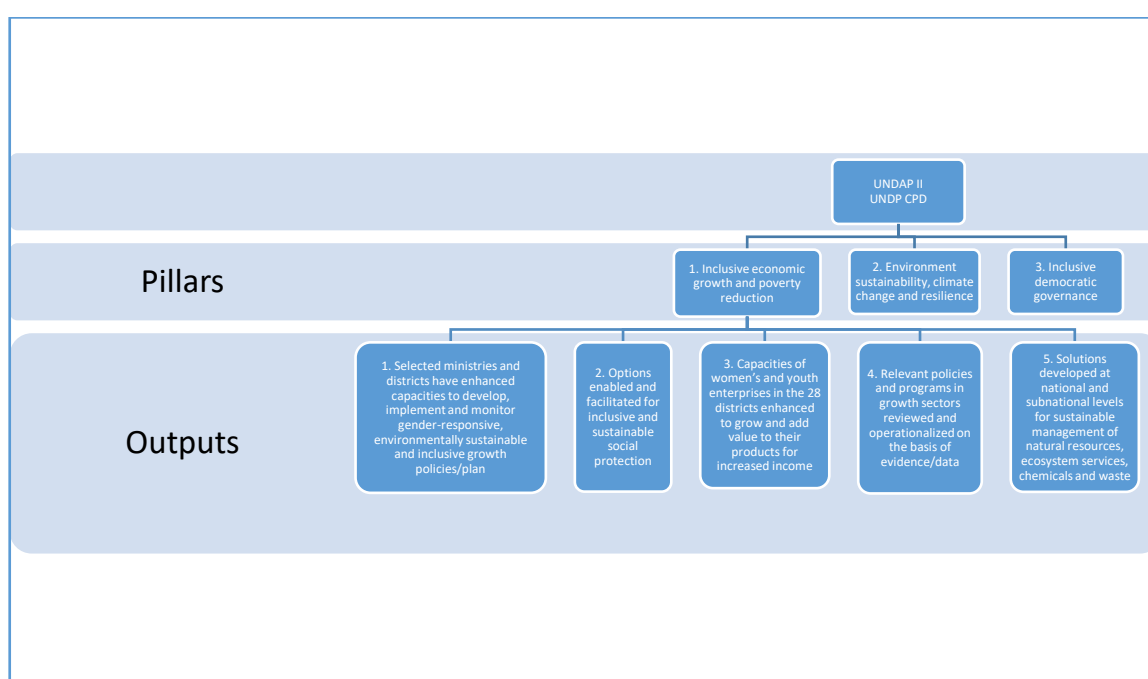 UNDAP II
UNDP CPD
Pillars
1. Inclusive economic
growth and poverty
reduction
2. Environment
sustainability, climate
change and resilience
3. Inclusive
democratic
governance
Outputs
1. Selected ministries and
districts have enhanced
capacities to develop,
implement and monitor
gender-responsive,
environmentally sustainable
and inclusive growth
policies/plan
2. Options
enabled and
facilitated for
inclusive and
sustainable
social
protection
3. Capacities of
women's and youth
enterprises in the 28
districts enhanced
to grow and add
value to their
products for
increased income
4. Relevant policies
and programs in
growth sectors
reviewed and
operationalized on
the basis of
evidence/data
5. Solutions
developed at
national and
subnational levels
for sustainable
management of
natural resources,
ecosystem services,
chemicals and waste